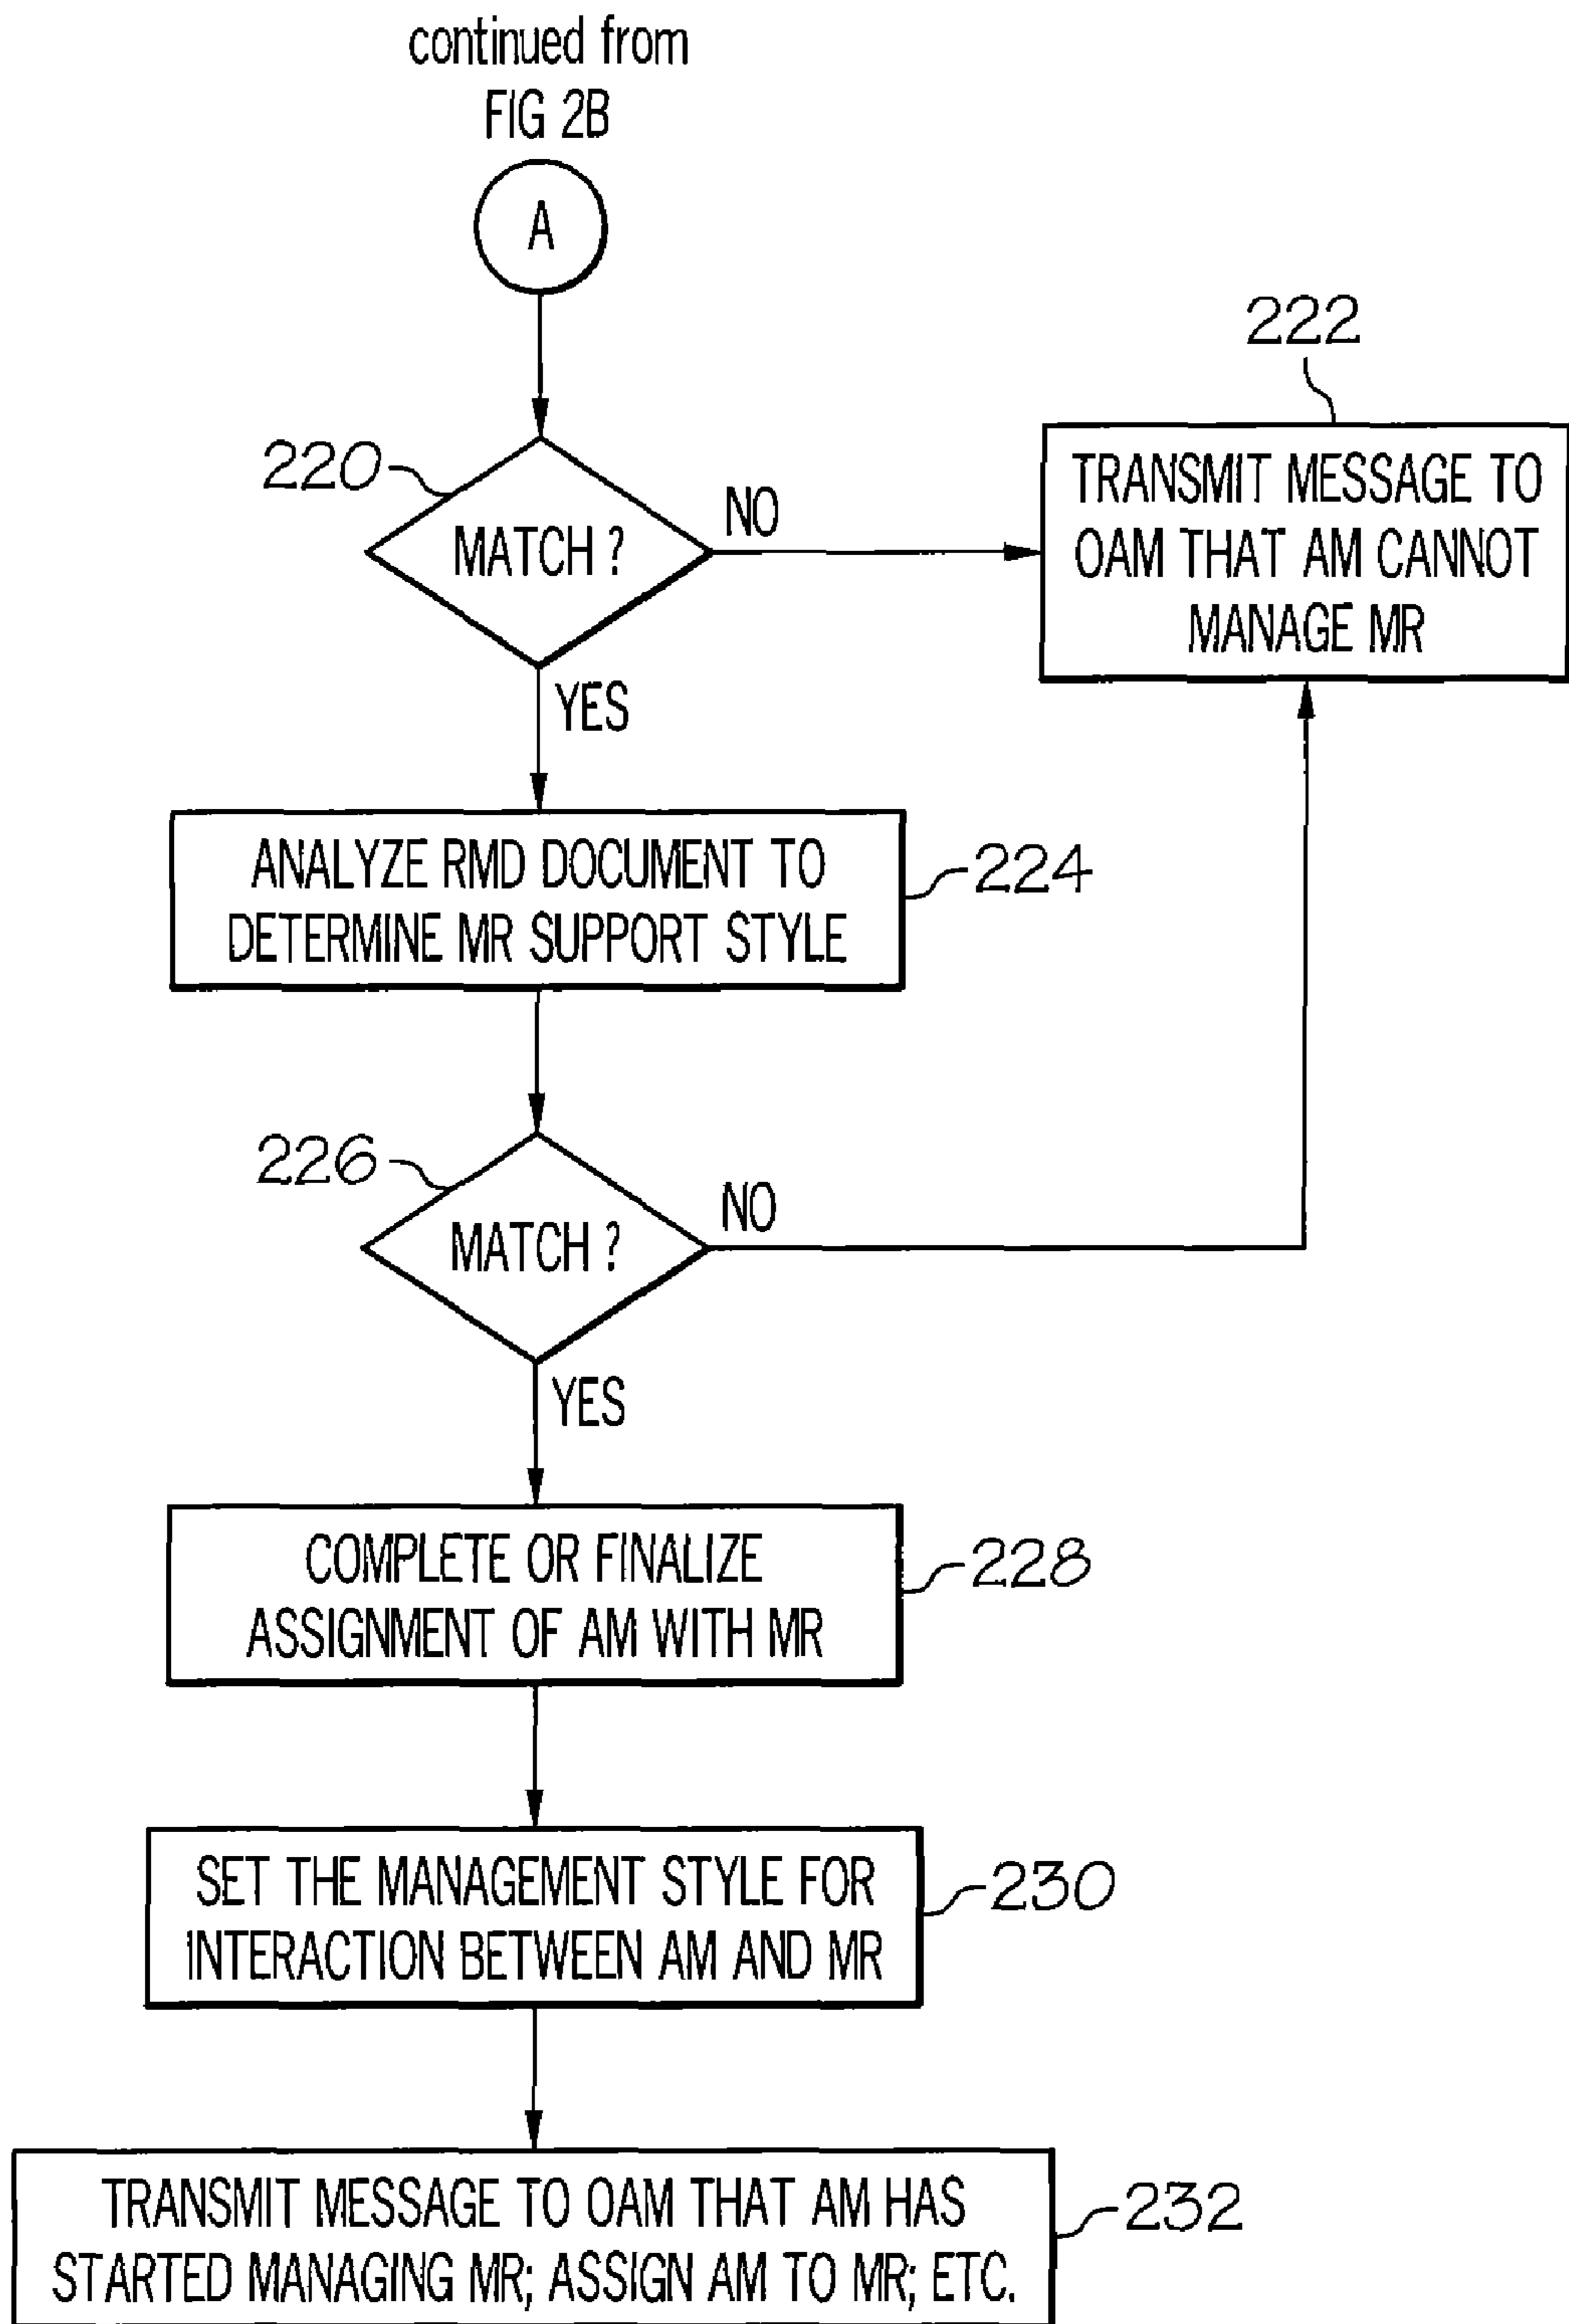 continued from
FIG 2B
A
222
220
MATCH ?
NO
TRANSMIT MESSAGE TO
OAM THAT AM CANNOT
MANAGE MR
YES
ANALYZE RMD DOCUMENT TO
DETERMINE MR SUPPORT STYLE
224
226
MATCH ?
NO
YES
COMPLETE OR FINALIZE
ASSIGNMENT OF AM WITH MR
228
SET THE MANAGEMENT STYLE FOR
INTERACTION BETWEEN AM AND MR
230
TRANSMIT MESSAGE TO OAM THAT AM HAS
STARTED MANAGING MR; ASSIGN AM TO MR; ETC.
232